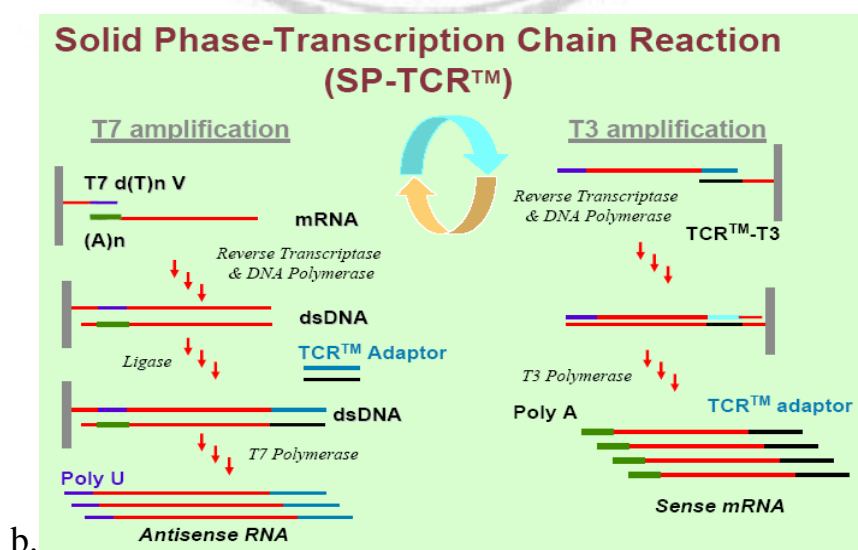 Solid Phase-Transcription Chain Reaction
(SP-TCR™)
T7 amplification
T7 d(T)n V
mRNA
(A)n
Reverse Transcriptase
& DNA Polymerase
dsDNA
Ligase
TCR™ Adaptor
dsDNA
T7 Polymerase
Poly U
Antisense RNA
T3 amplification
Reverse Transcriptase
& DNA Polymerase
TCR™-T3
T3 Polymerase
Poly A
TCR™ adaptor
Sense mRNA
b.